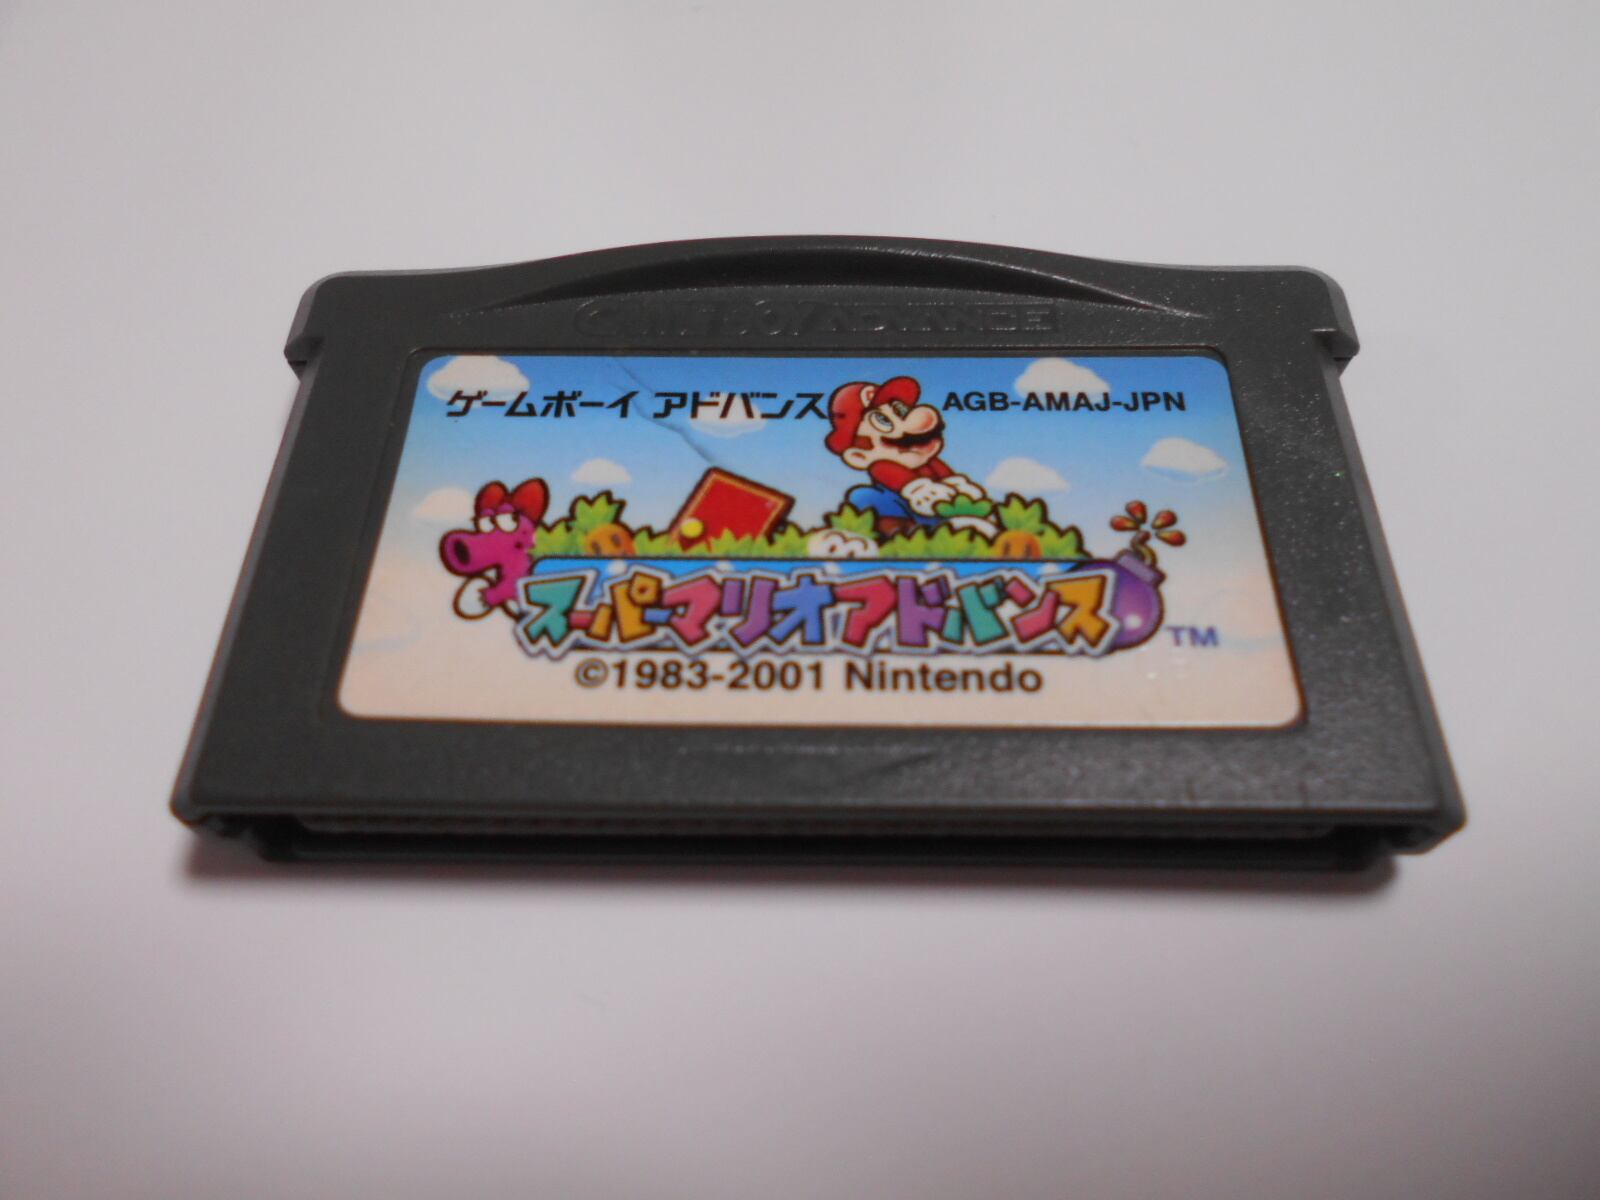 GAME BOY ADVANCE
ゲームボーイ アドバンス AGB-AMAJ-JPN
スーパーマリオアドバンス TM
©1983-2001 Nintendo